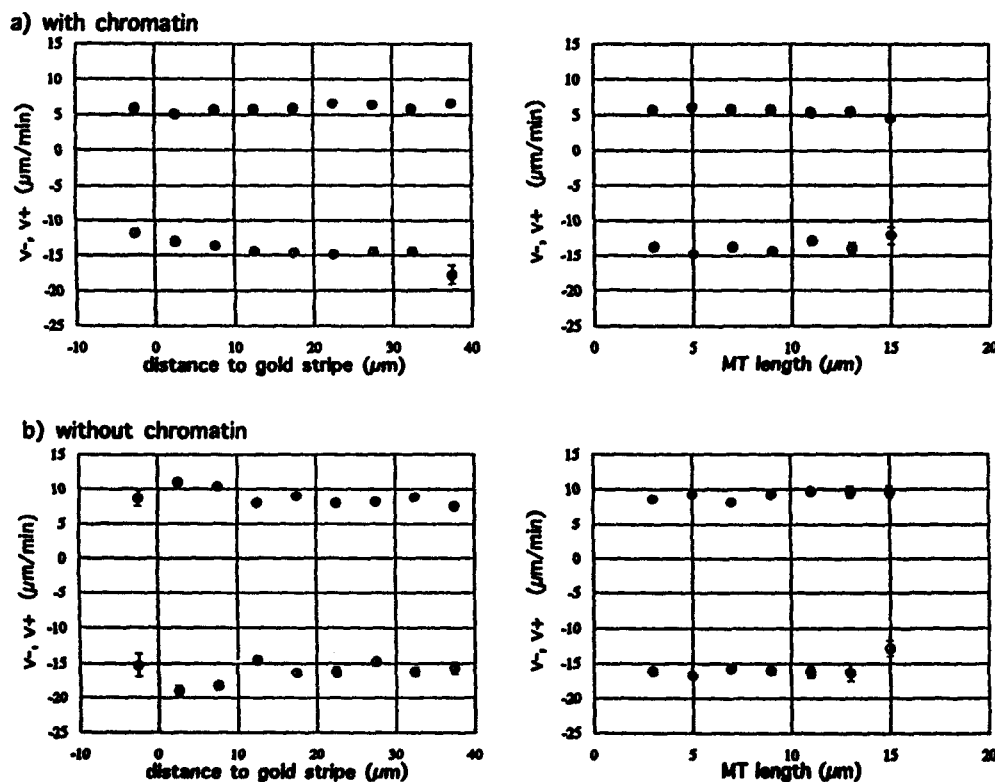 a) with chromatin
15
10
5
0
-5
-10
-15
-20
-25
v-, v+ (μm/min)
-10 0 10 20 30 40
distance to gold stripe (μm)
15
10
5
0
-5
-10
-15
-20
-25
v-, v+ (μm/min)
0 5 10 15 20
MT length (μm)
b) without chromatin
15
10
5
0
-5
-10
-15
-20
-25
v-, v+ (μm/min)
-10 0 10 20 30 40
distance to gold stripe (μm)
15
10
5
0
-5
-10
-15
-20
-25
v-, v+ (μm/min)
0 5 10 15 20
MT length (μm)